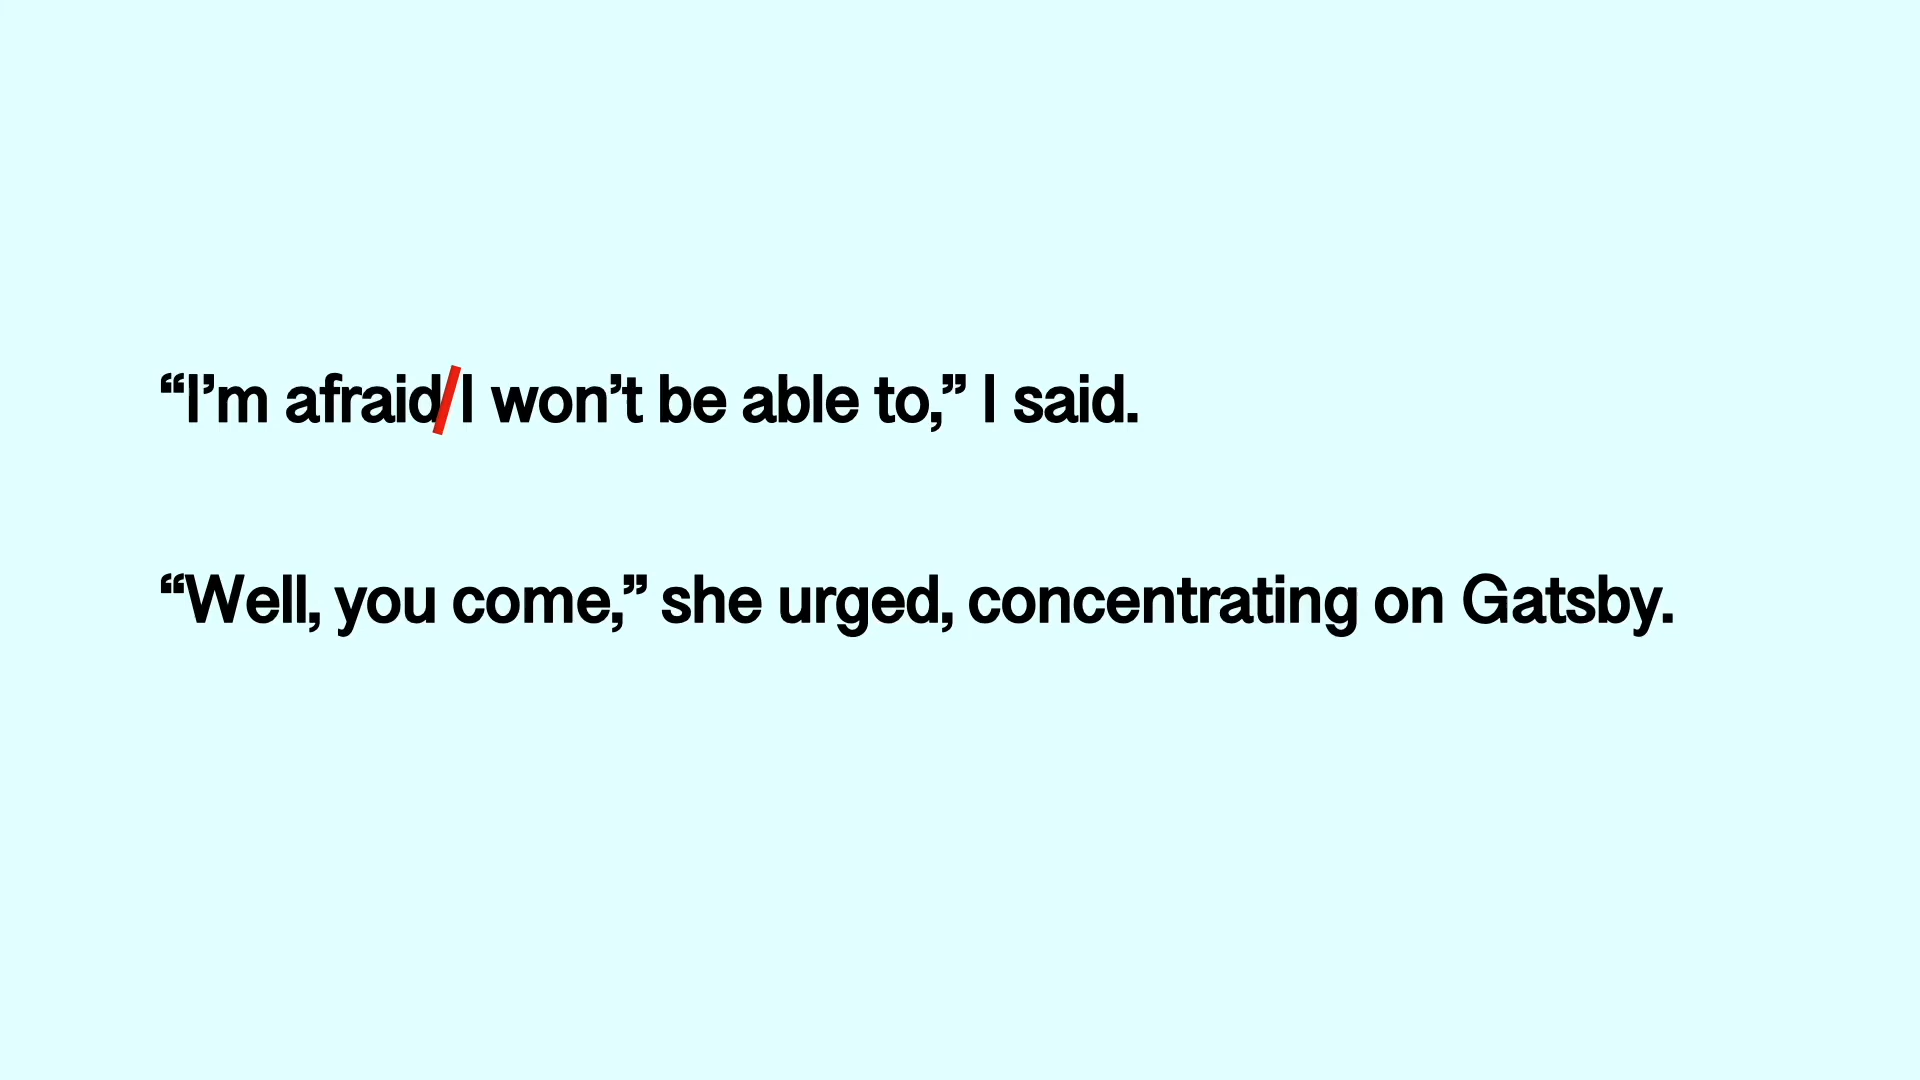 “I’m afraid/I won’t be able to,” I said.
“Well, you come,” she urged, concentrating on Gatsby.